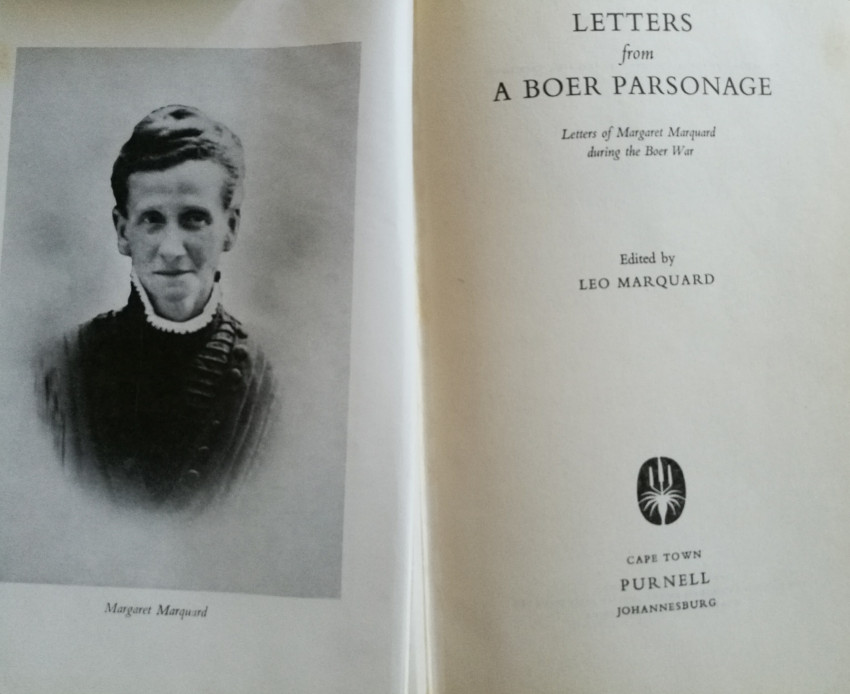 Margaret Marquard
LETTERS
from
A BOER PARSONAGE
Letters of Margaret Marquard
during the Boer War
Edited by
LEO MARQUARD
CAPE TOWN
PURNELL
JOHANNESBURG